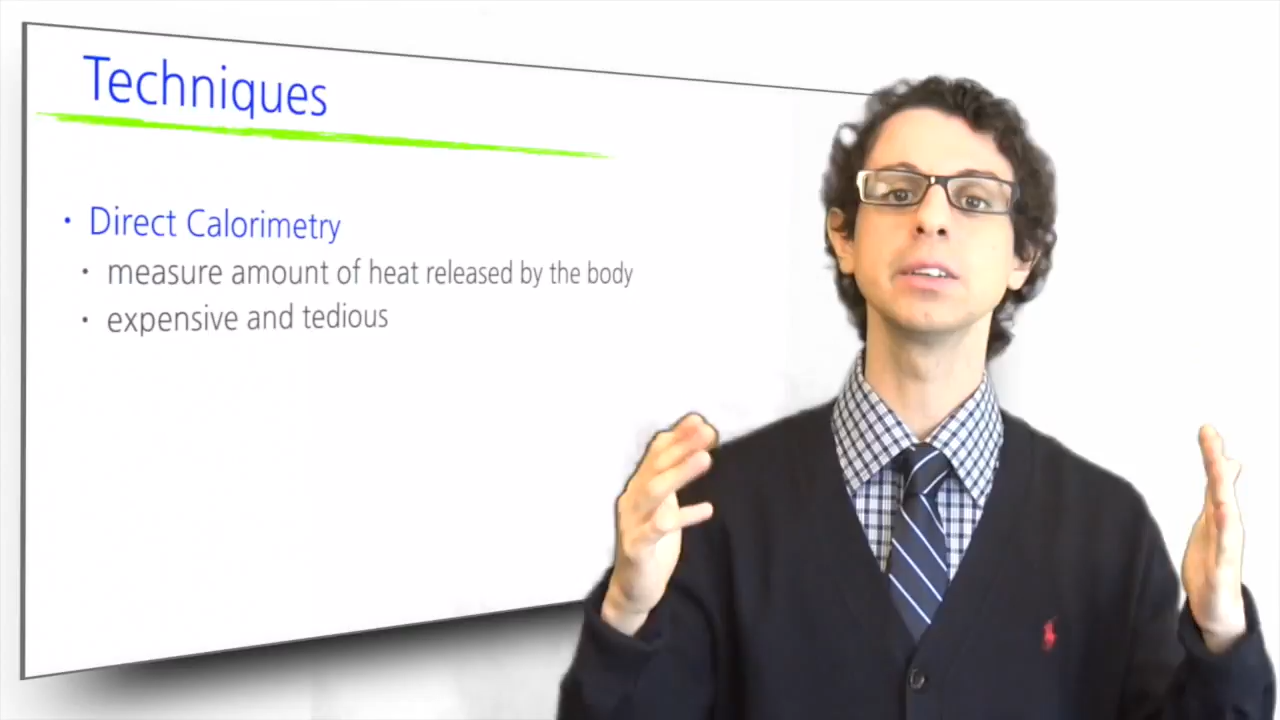 Techniques
• Direct Calorimetry
• measure amount of heat released by the body
• expensive and tedious